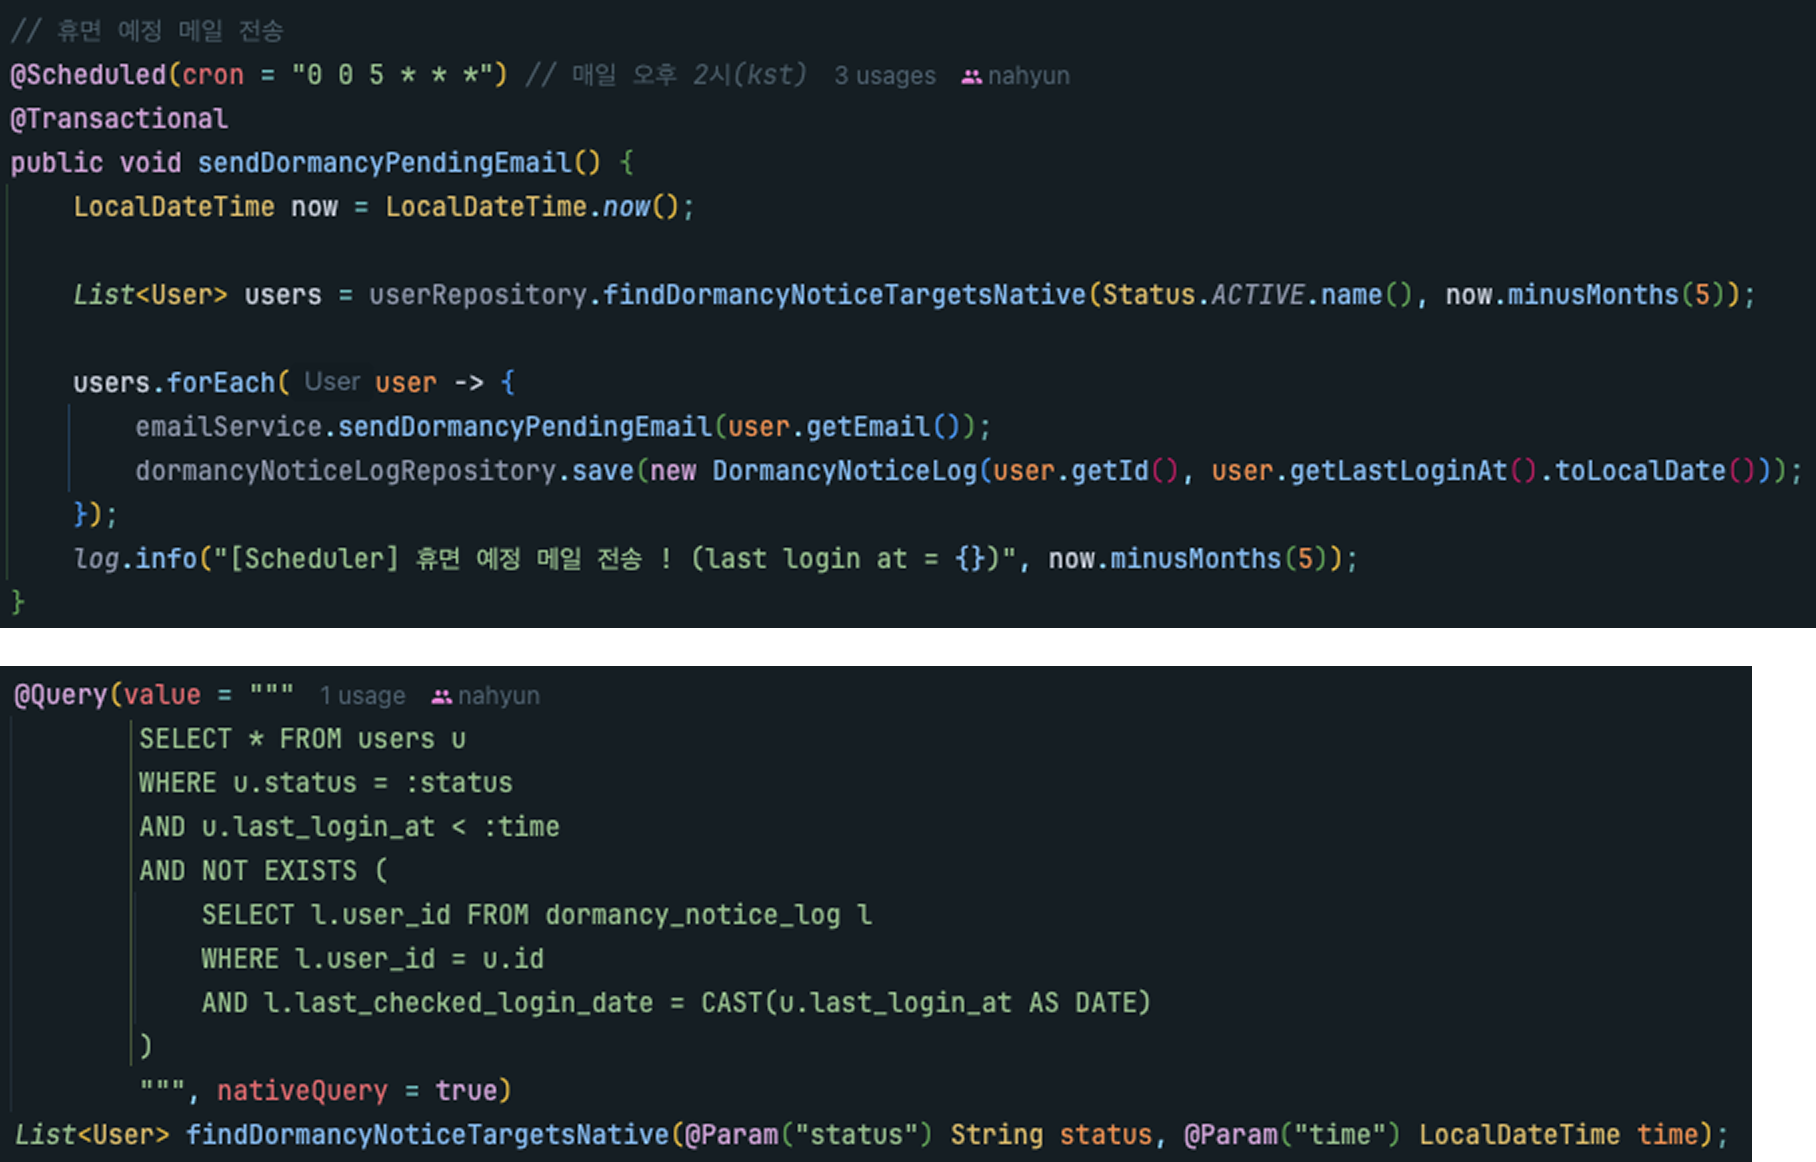 // 휴면 예정 메일 전송
@Scheduled(cron = "0 0 5 * * *") // 매일 오후 2시(kst) 3 usages nahyun
@Transactional
public void sendDormancyPendingEmail() {
LocalDateTime now = LocalDateTime.now();
List<User> users = userRepository.findDormancyNoticeTargetsNative(Status.ACTIVE.name(), now.minusMonths(5));
users.forEach( User user -> {
emailService.sendDormancyPendingEmail(user.getEmail());
dormancyNoticeLogRepository.save(new DormancyNoticeLog(user.getId(), user.getLastLoginAt().toLocalDate()));
});
log.info("[Scheduler] 휴면 예정 메일 전송 ! (last login at = {})", now.minusMonths(5));
}
@Query(value = """ 1 usage nahyun
SELECT * FROM users u
WHERE u.status = :status
AND u.last_login_at < :time
AND NOT EXISTS (
SELECT l.user_id FROM dormancy_notice_log l
WHERE l.user_id = u.id
AND l.last_checked_login_date = CAST(u.last_login_at AS DATE)
)
""", nativeQuery = true)
List<User> findDormancyNoticeTargetsNative(@Param("status") String status, @Param("time") LocalDateTime time);